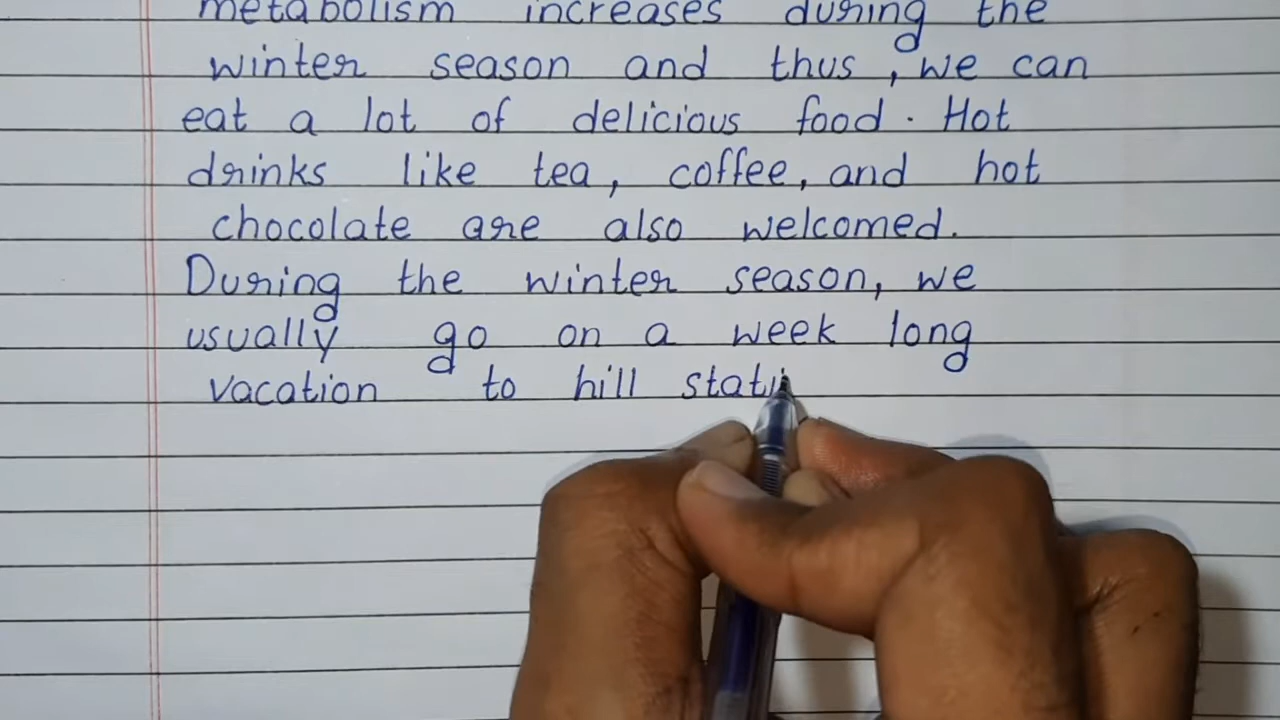 metabolism increases during the
winter season and thus, we can
eat a lot of delicious food. Hot
drinks like tea, coffee, and hot
chocolate are also welcomed.
During the winter season, we
usually go on a week long
vacation to hill stati